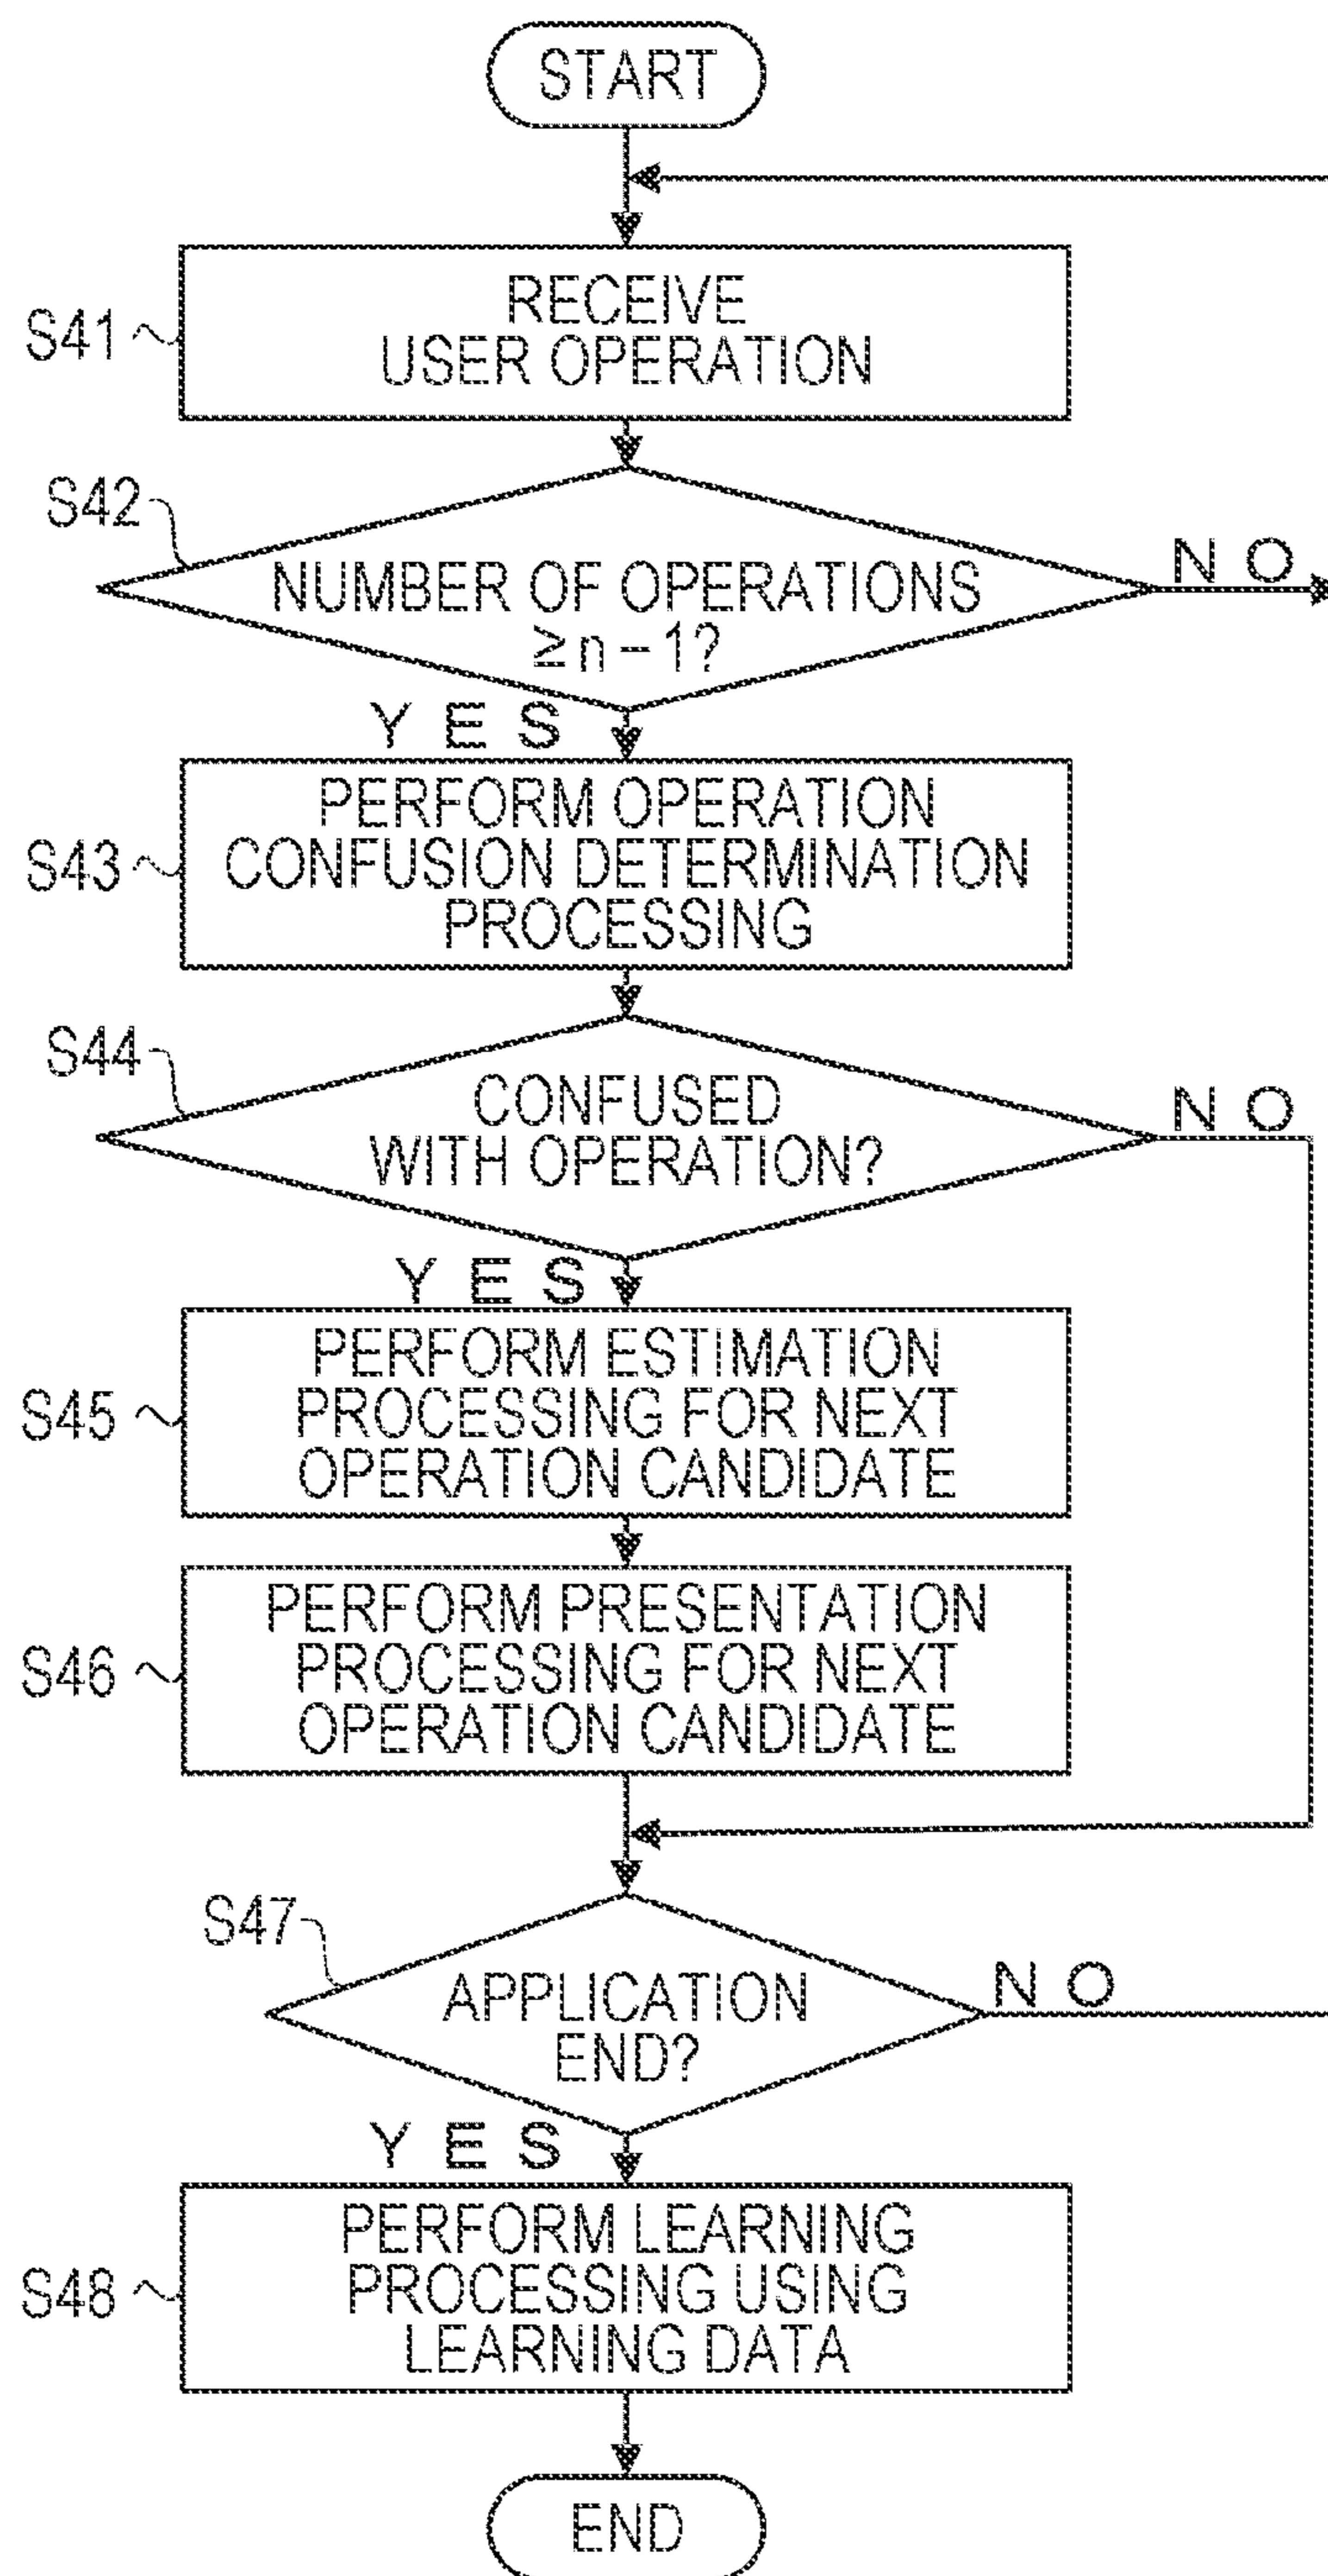 START
RECEIVE
USER OPERATION
S41
S42
NUMBER OF OPERATIONS
≥n−1?
NO
YES
PERFORM OPERATION
CONFUSION DETERMINATION
PROCESSING
S43
S44
CONFUSED
WITH OPERATION?
NO
YES
PERFORM ESTIMATION
PROCESSING FOR NEXT
OPERATION CANDIDATE
S45
PERFORM PRESENTATION
PROCESSING FOR NEXT
OPERATION CANDIDATE
S46
S47
APPLICATION
END?
NO
YES
PERFORM LEARNING
PROCESSING USING
LEARNING DATA
S48
END